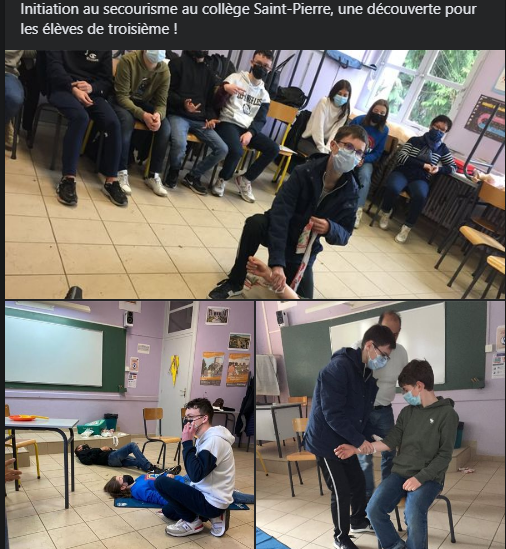 Initiation au secourisme au collège Saint-Pierre, une découverte pour
les élèves de troisième !